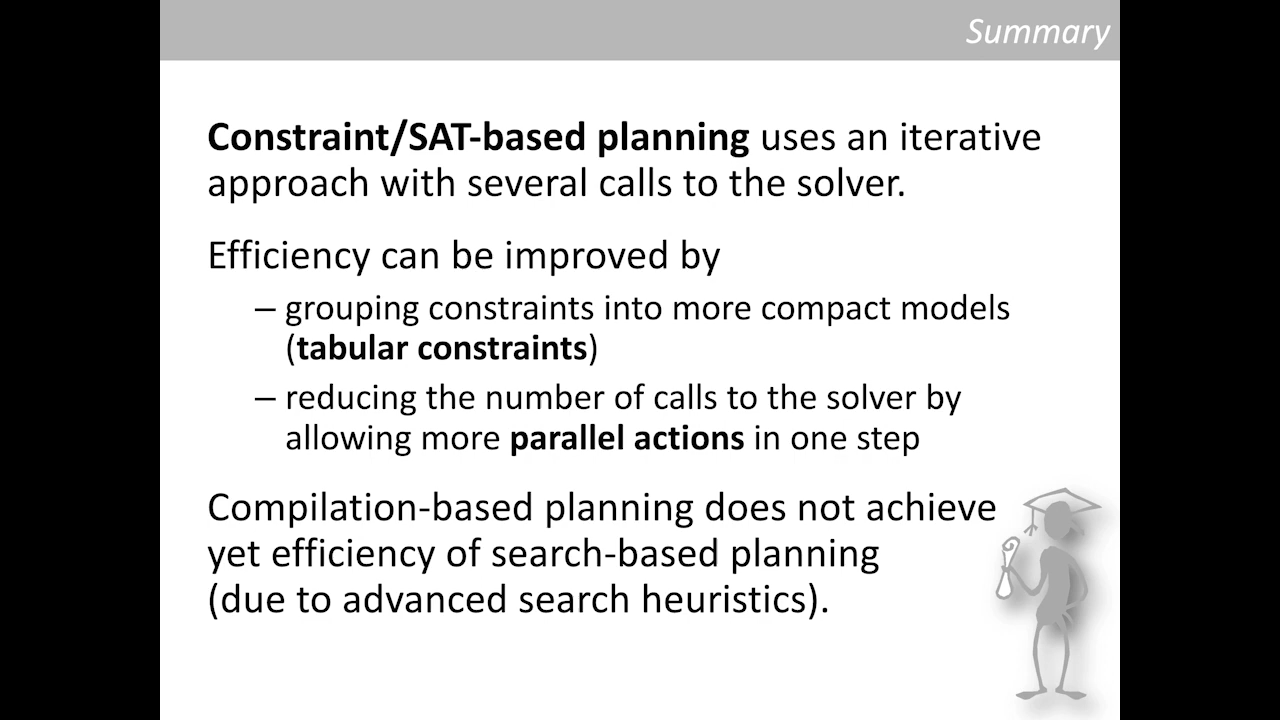 Summary
Constraint/SAT-based planning uses an iterative
approach with several calls to the solver.
Efficiency can be improved by
– grouping constraints into more compact models
(tabular constraints)
– reducing the number of calls to the solver by
allowing more parallel actions in one step
Compilation-based planning does not achieve
yet efficiency of search-based planning
(due to advanced search heuristics).